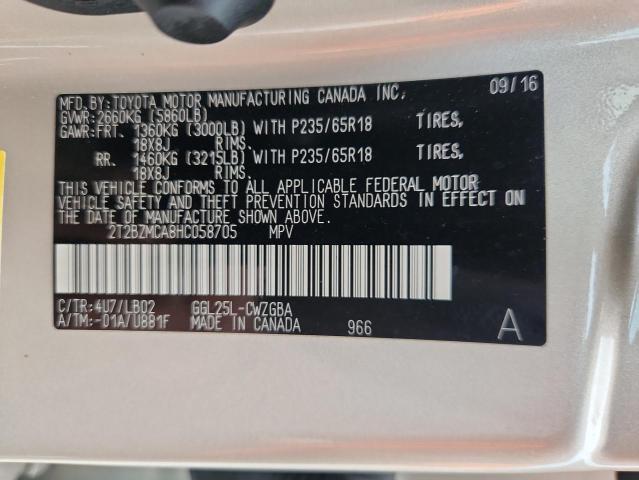 MFD.BY:TOYOTA MOTOR MANUFACTURING CANADA INC. 09/16
GVWR:2660KG (5860LB)
GAWR:FRT. 1360KG (3000LB) WITH P235/65R18 TIRES,
18X8J RIMS.
RR. 1460KG (3215LB) WITH P235/65R18 TIRES,
18X8J RIMS.
THIS VEHICLE CONFORMS TO ALL APPLICABLE FEDERAL MOTOR
VEHICLE SAFETY AND THEFT PREVENTION STANDARDS IN EFFECT ON
THE DATE OF MANUFACTURE SHOWN ABOVE.
2T2BZMCA8HC058705 MPV
C/TR:4U7/LB02 GGL25L-CWZGBA
A/TM:-01A/U881F MADE IN CANADA 966 A